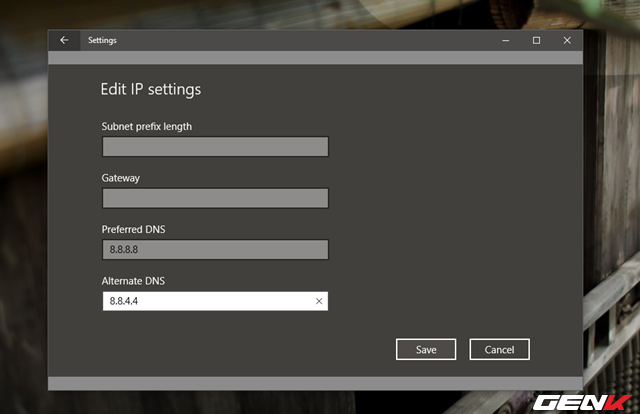 Settings
Edit IP settings
Subnet prefix length
Gateway
Preferred DNS
8.8.8.8
Alternate DNS
8.8.4.4
Save
Cancel
GENK